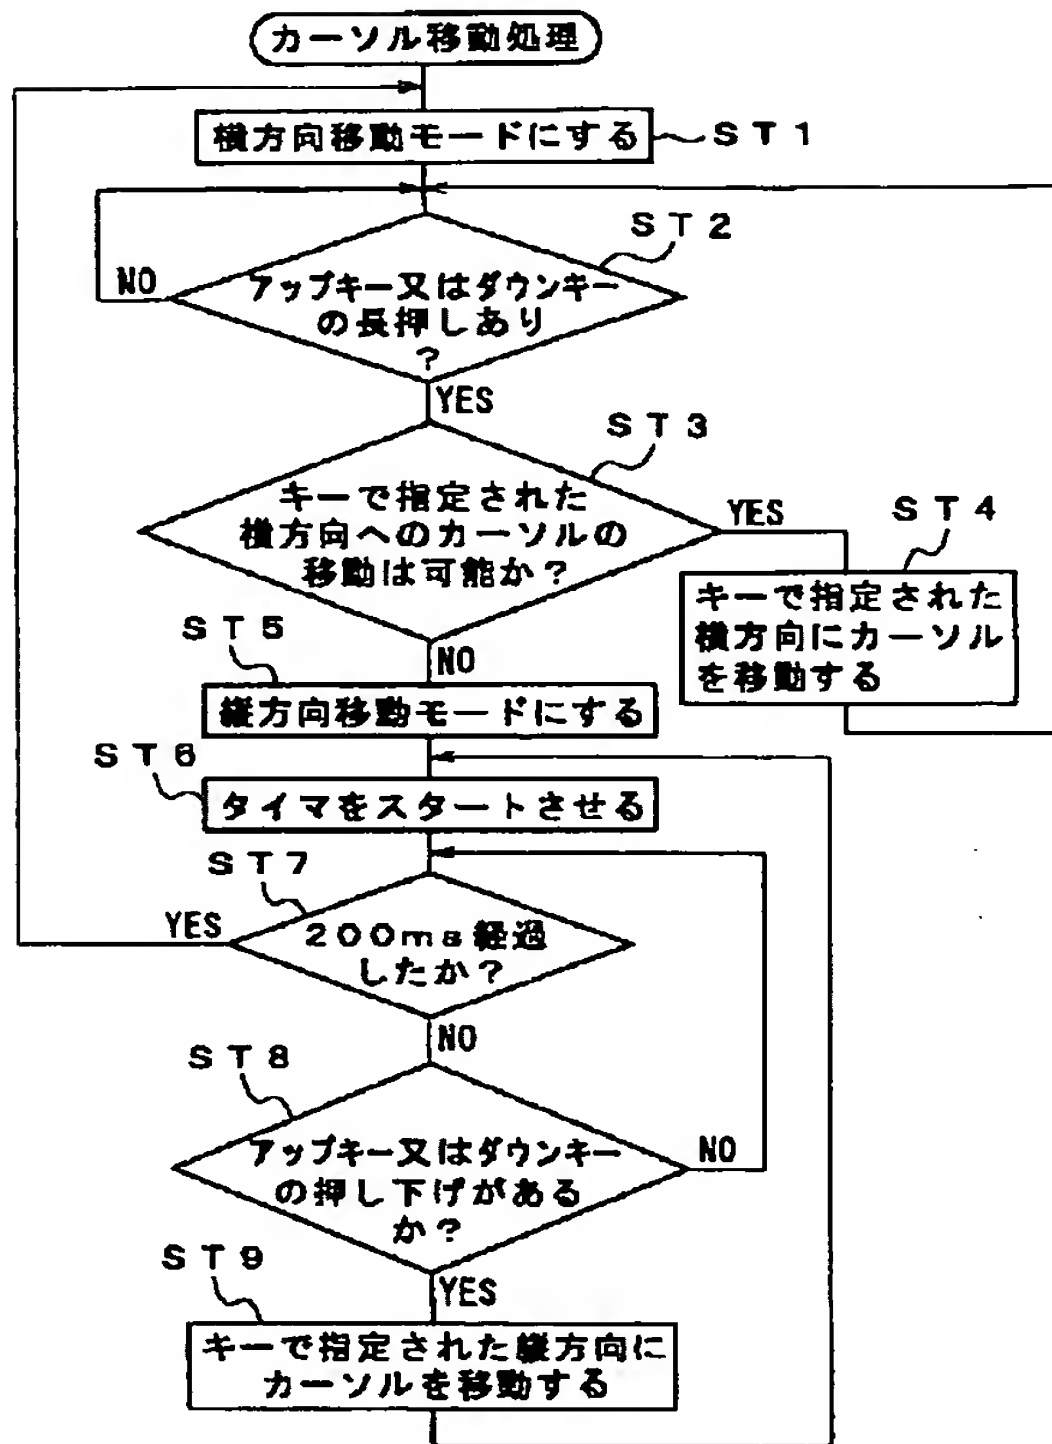 カーソル移動処理
横方向移動モードにする
ST1
ST2
アップキー又はダウンキー
の長押しあり
?
NO
YES
ST3
キーで指定された
横方向へのカーソルの
移動は可能か?
YES
ST4
キーで指定された
横方向にカーソル
を移動する
NO
ST5
縦方向移動モードにする
ST6
タイマをスタートさせる
ST7
200ms経過
したか?
YES
NO
ST8
アップキー又はダウンキー
の押し下げがある
か?
NO
YES
ST9
キーで指定された縦方向に
カーソルを移動する